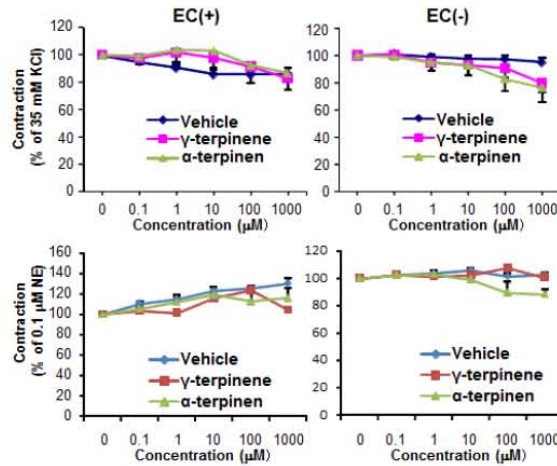 EC(+)
EC(-)
Contraction
(% of 35 mM KCl)
120
100
80
60
40
20
0
Vehicle
γ-terpinene
α-terpinen
0 0.1 1 10 100 1000
Concentration (μM)
120
100
80
60
40
20
0
Vehicle
γ-terpinene
α-terpinen
0 0.1 1 10 100 1000
Concentration (μM)
Contraction
(% of 0.1 μM NE)
160
140
120
100
80
60
40
20
0
Vehicle
γ-terpinene
α-terpinen
0 0.1 1 10 100 1000
Concentration (μM)
120
100
80
60
40
20
0
Vehicle
γ-terpinene
α-terpinen
0 0.1 1 10 100 1000
Concentration (μM)